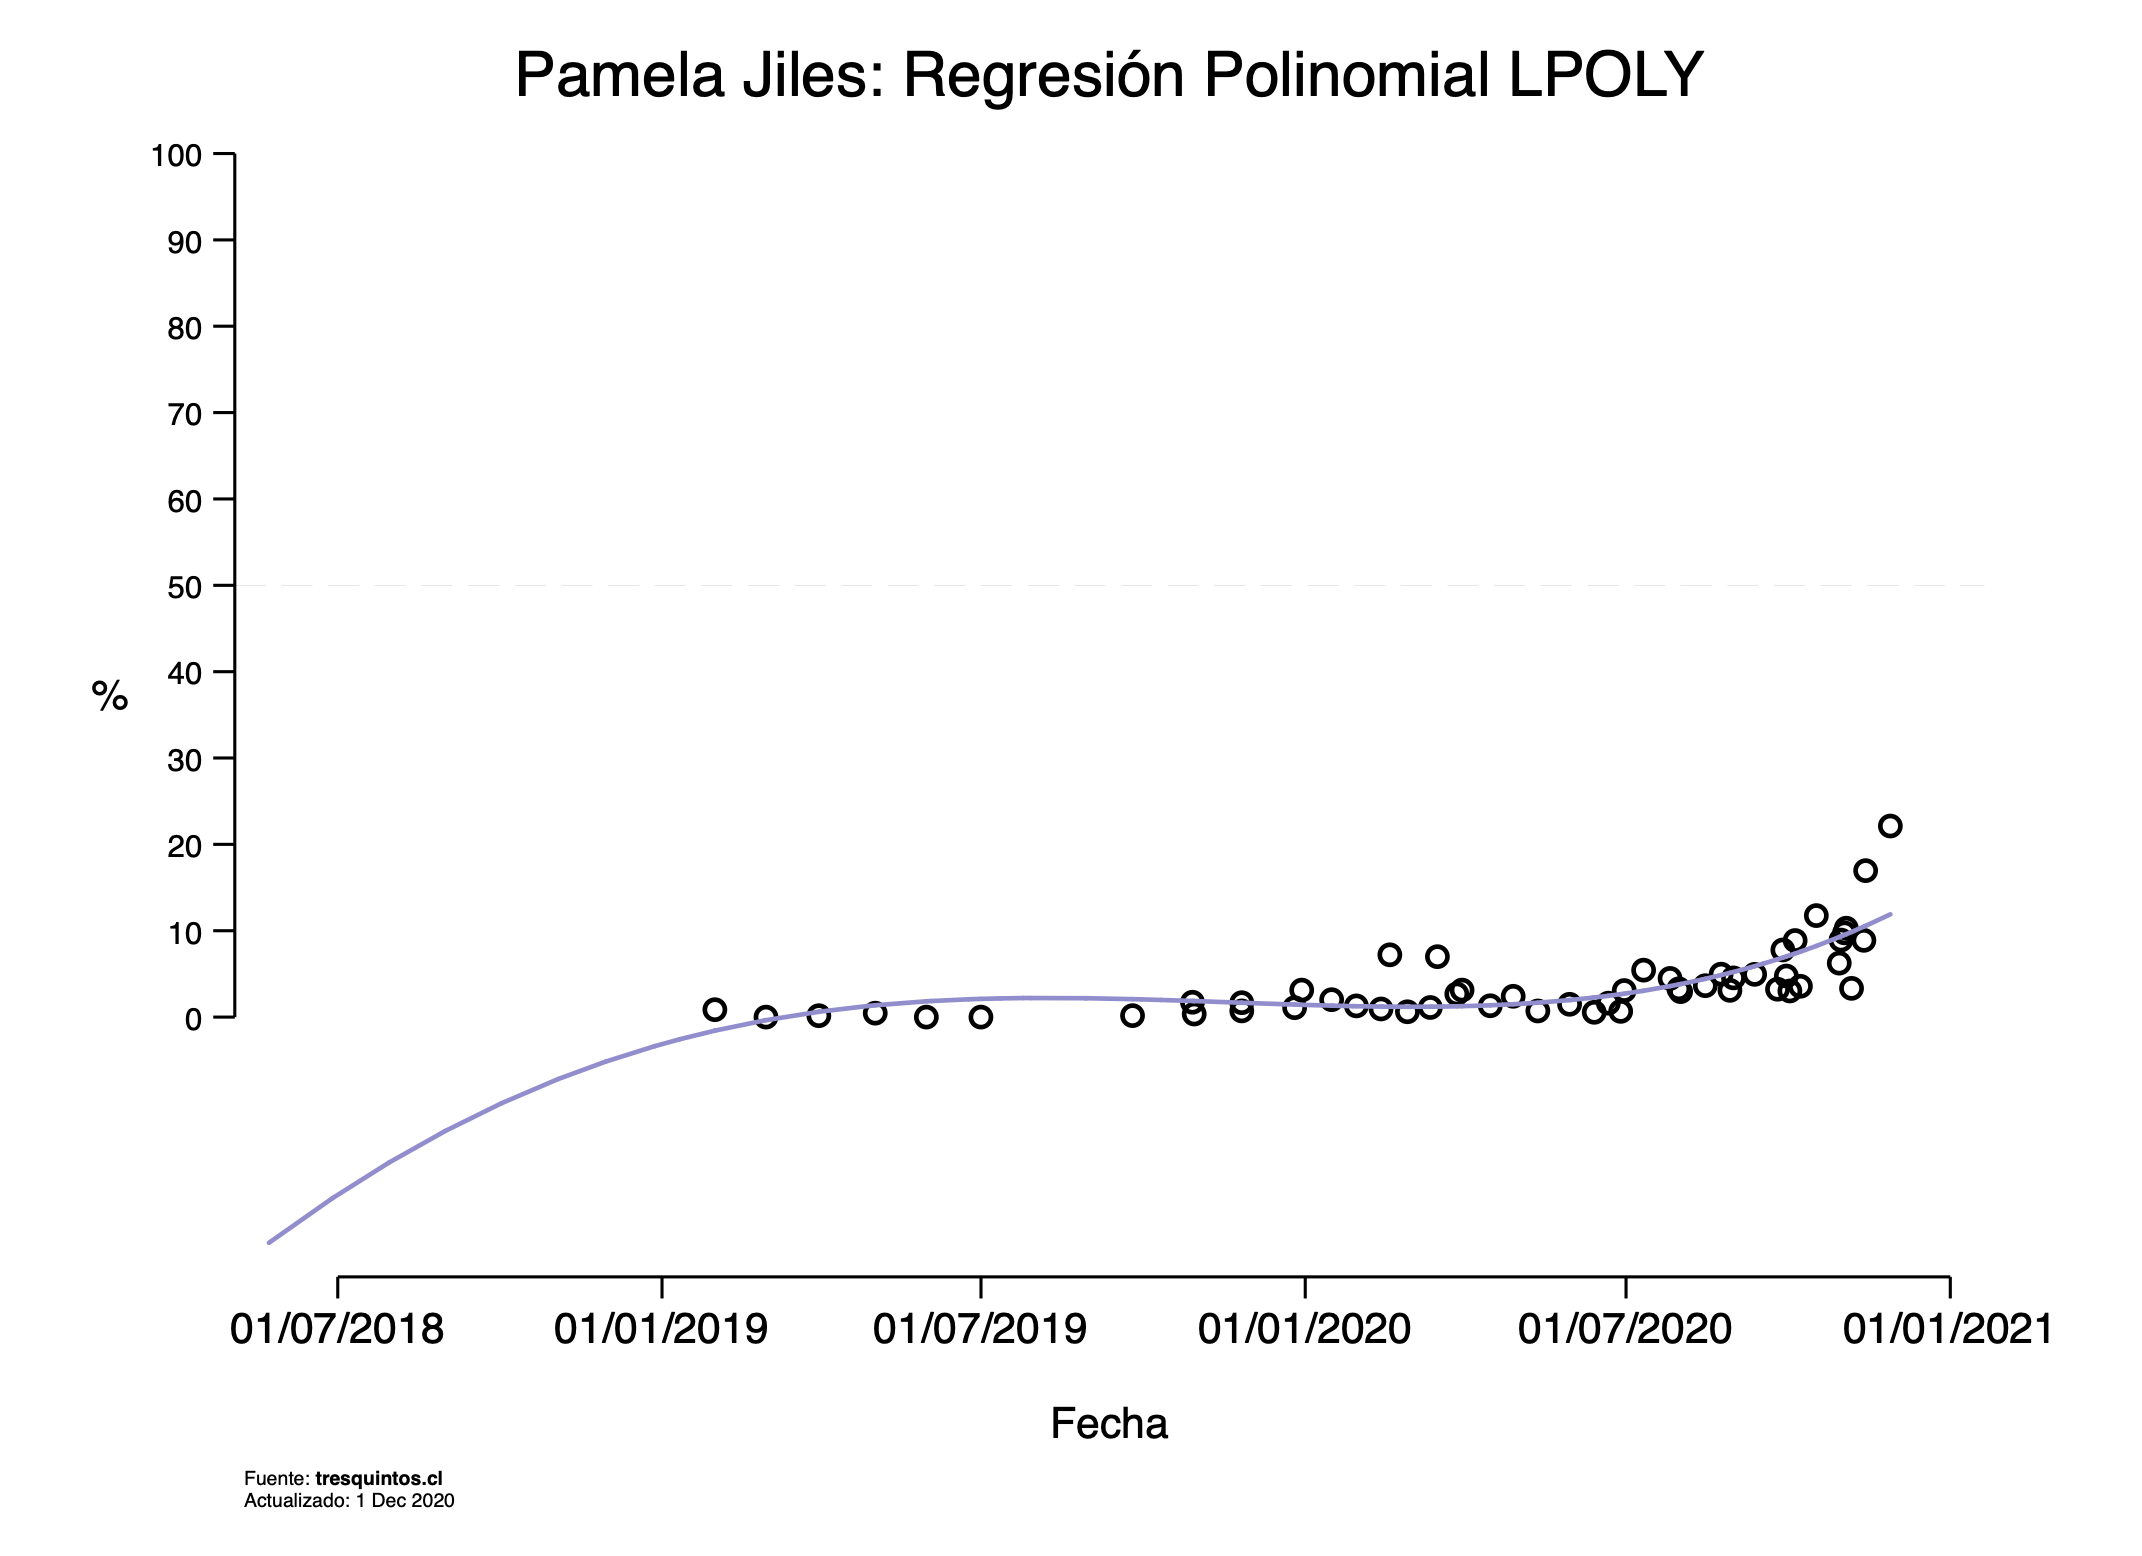 Pamela Jiles: Regresión Polinomial LPOLY
100
90
80
70
60
50
40
30
20
10
0
%
01/07/2018 01/01/2019 01/07/2019 01/01/2020 01/07/2020 01/01/2021
Fecha
Fuente: tresquintos.cl
Actualizado: 1 Dec 2020